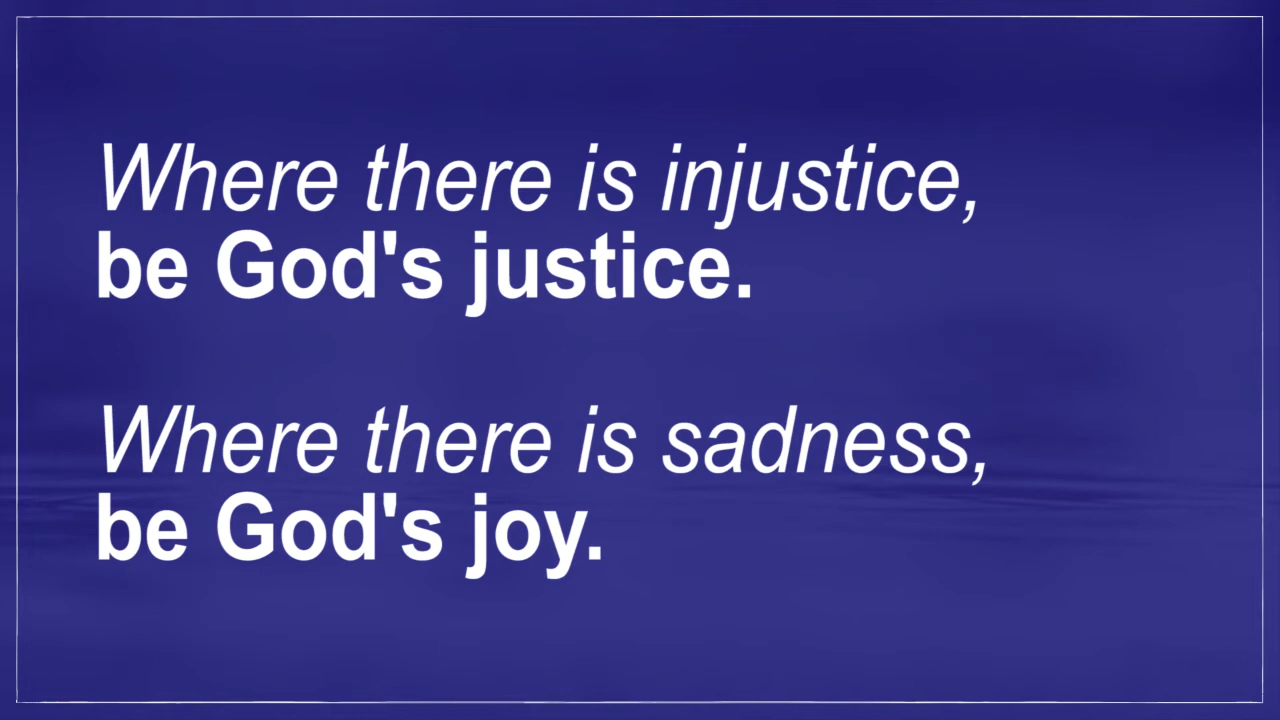 Where there is injustice,
be God's justice.
Where there is sadness,
be God's joy.